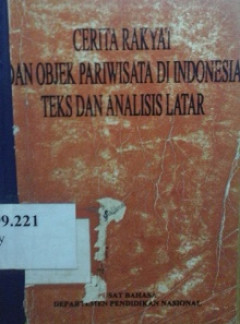 CERITA RAKYAT
DAN OBJEK PARIWISATA DI INDONESIA
TEKS DAN ANALISIS LATAR
9.221
y
PUSAT BAHASA
DEPARTEMEN PENDIDIKAN NASIONAL